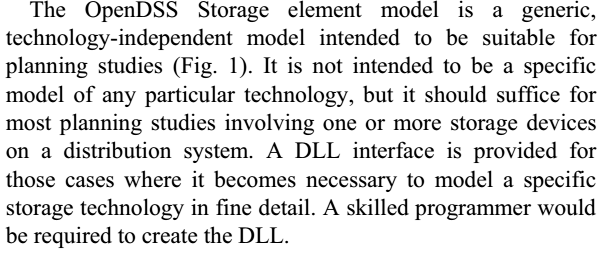 The OpenDSS Storage element model is a generic,
technology-independent model intended to be suitable for
planning studies (Fig. 1). It is not intended to be a specific
model of any particular technology, but it should suffice for
most planning studies involving one or more storage devices
on a distribution system. A DLL interface is provided for
those cases where it becomes necessary to model a specific
storage technology in fine detail. A skilled programmer would
be required to create the DLL.